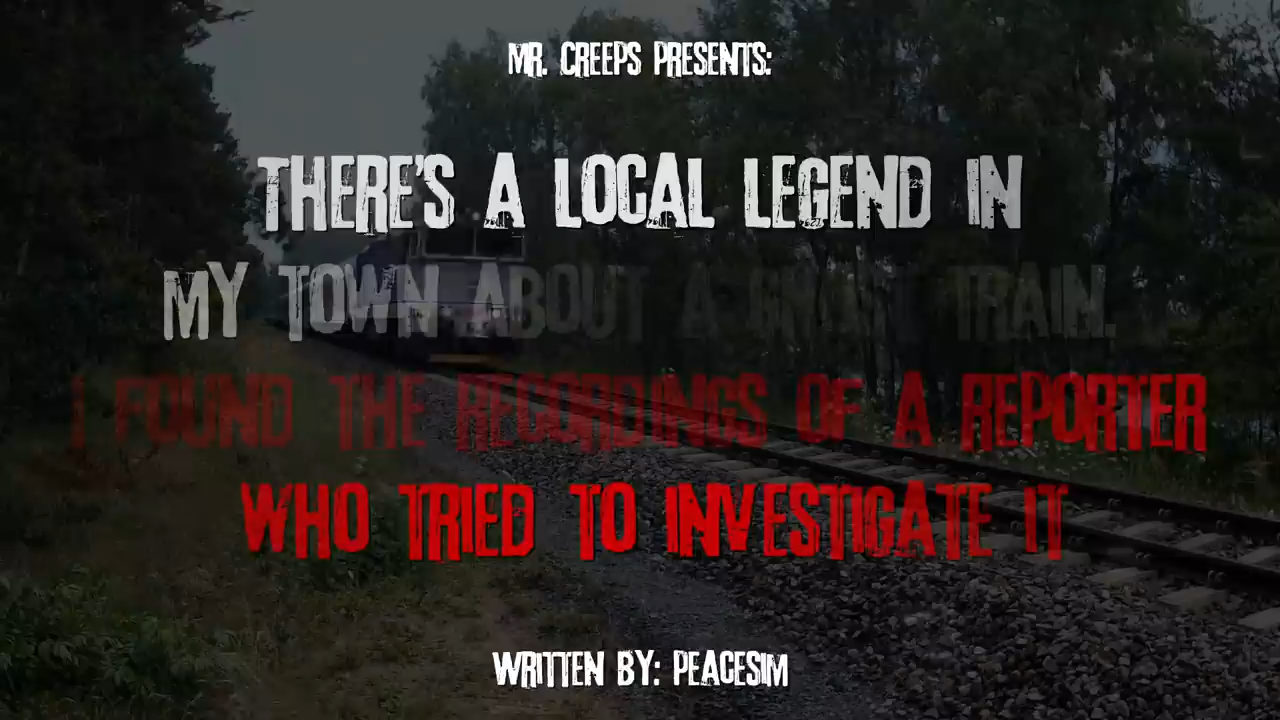 MR. CREEPS PRESENTS:
THERE'S A LOCAL LEGEND IN
MY TOWN ABOUT A GHOST TRAIN.
I FOUND THE RECORDINGS OF A REPORTER
WHO TRIED TO INVESTIGATE IT
WRITTEN BY: PEACESIM